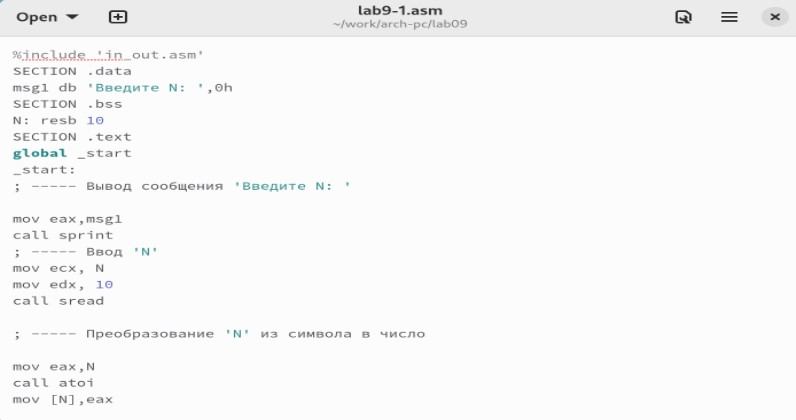 Open
lab9-1.asm
~/work/arch-pc/lab09
%include 'in_out.asm'
SECTION .data
msg1 db 'Введите N: ',0h
SECTION .bss
N: resb 10
SECTION .text
global _start
_start:
; ----- Вывод сообщения 'Введите N: '
mov eax,msg1
call sprint
; ----- Ввод 'N'
mov ecx, N
mov edx, 10
call sread
; ----- Преобразование 'N' из символа в число
mov eax,N
call atoi
mov [N],eax